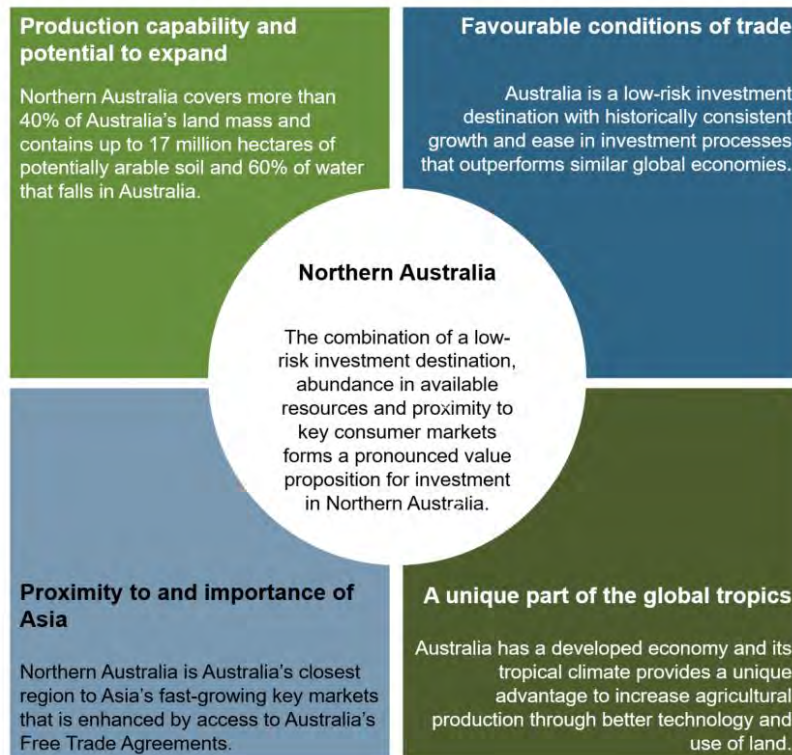 Production capability and
potential to expand
Northern Australia covers more than
40% of Australia's land mass and
contains up to 17 million hectares of
potentially arable soil and 60% of water
that falls in Australia.
Favourable conditions of trade
Australia is a low-risk investment
destination with historically consistent
growth and ease in investment processes
that outperforms similar global economies.
Northern Australia
The combination of a low-
risk investment destination,
abundance in available
resources and proximity to
key consumer markets
forms a pronounced value
proposition for investment
in Northern Australia.
Proximity to and importance of
Asia
Northern Australia is Australia's closest
region to Asia's fast-growing key markets
that is enhanced by access to Australia's
Free Trade Agreements.
A unique part of the global tropics
Australia has a developed economy and its
tropical climate provides a unique
advantage to increase agricultural
production through better technology and
use of land.